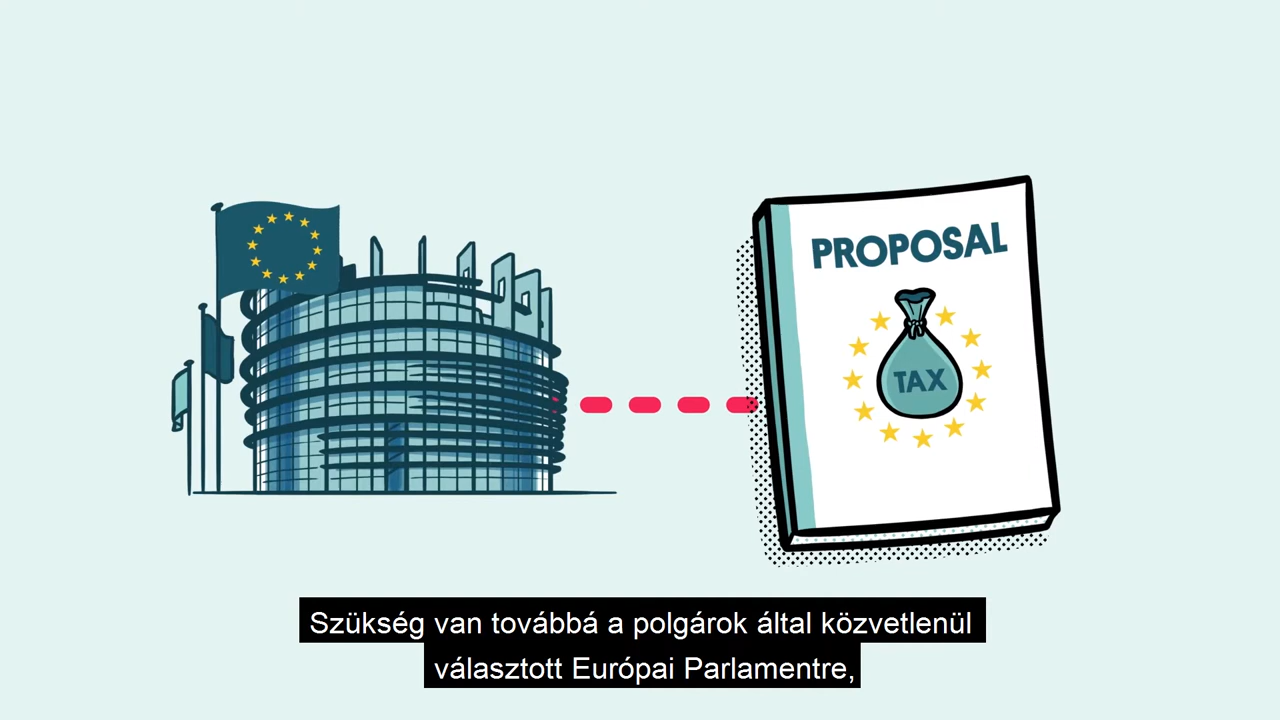 PROPOSAL
TAX
Szükség van továbbá a polgárok által közvetlenül
választott Európai Parlamentre,